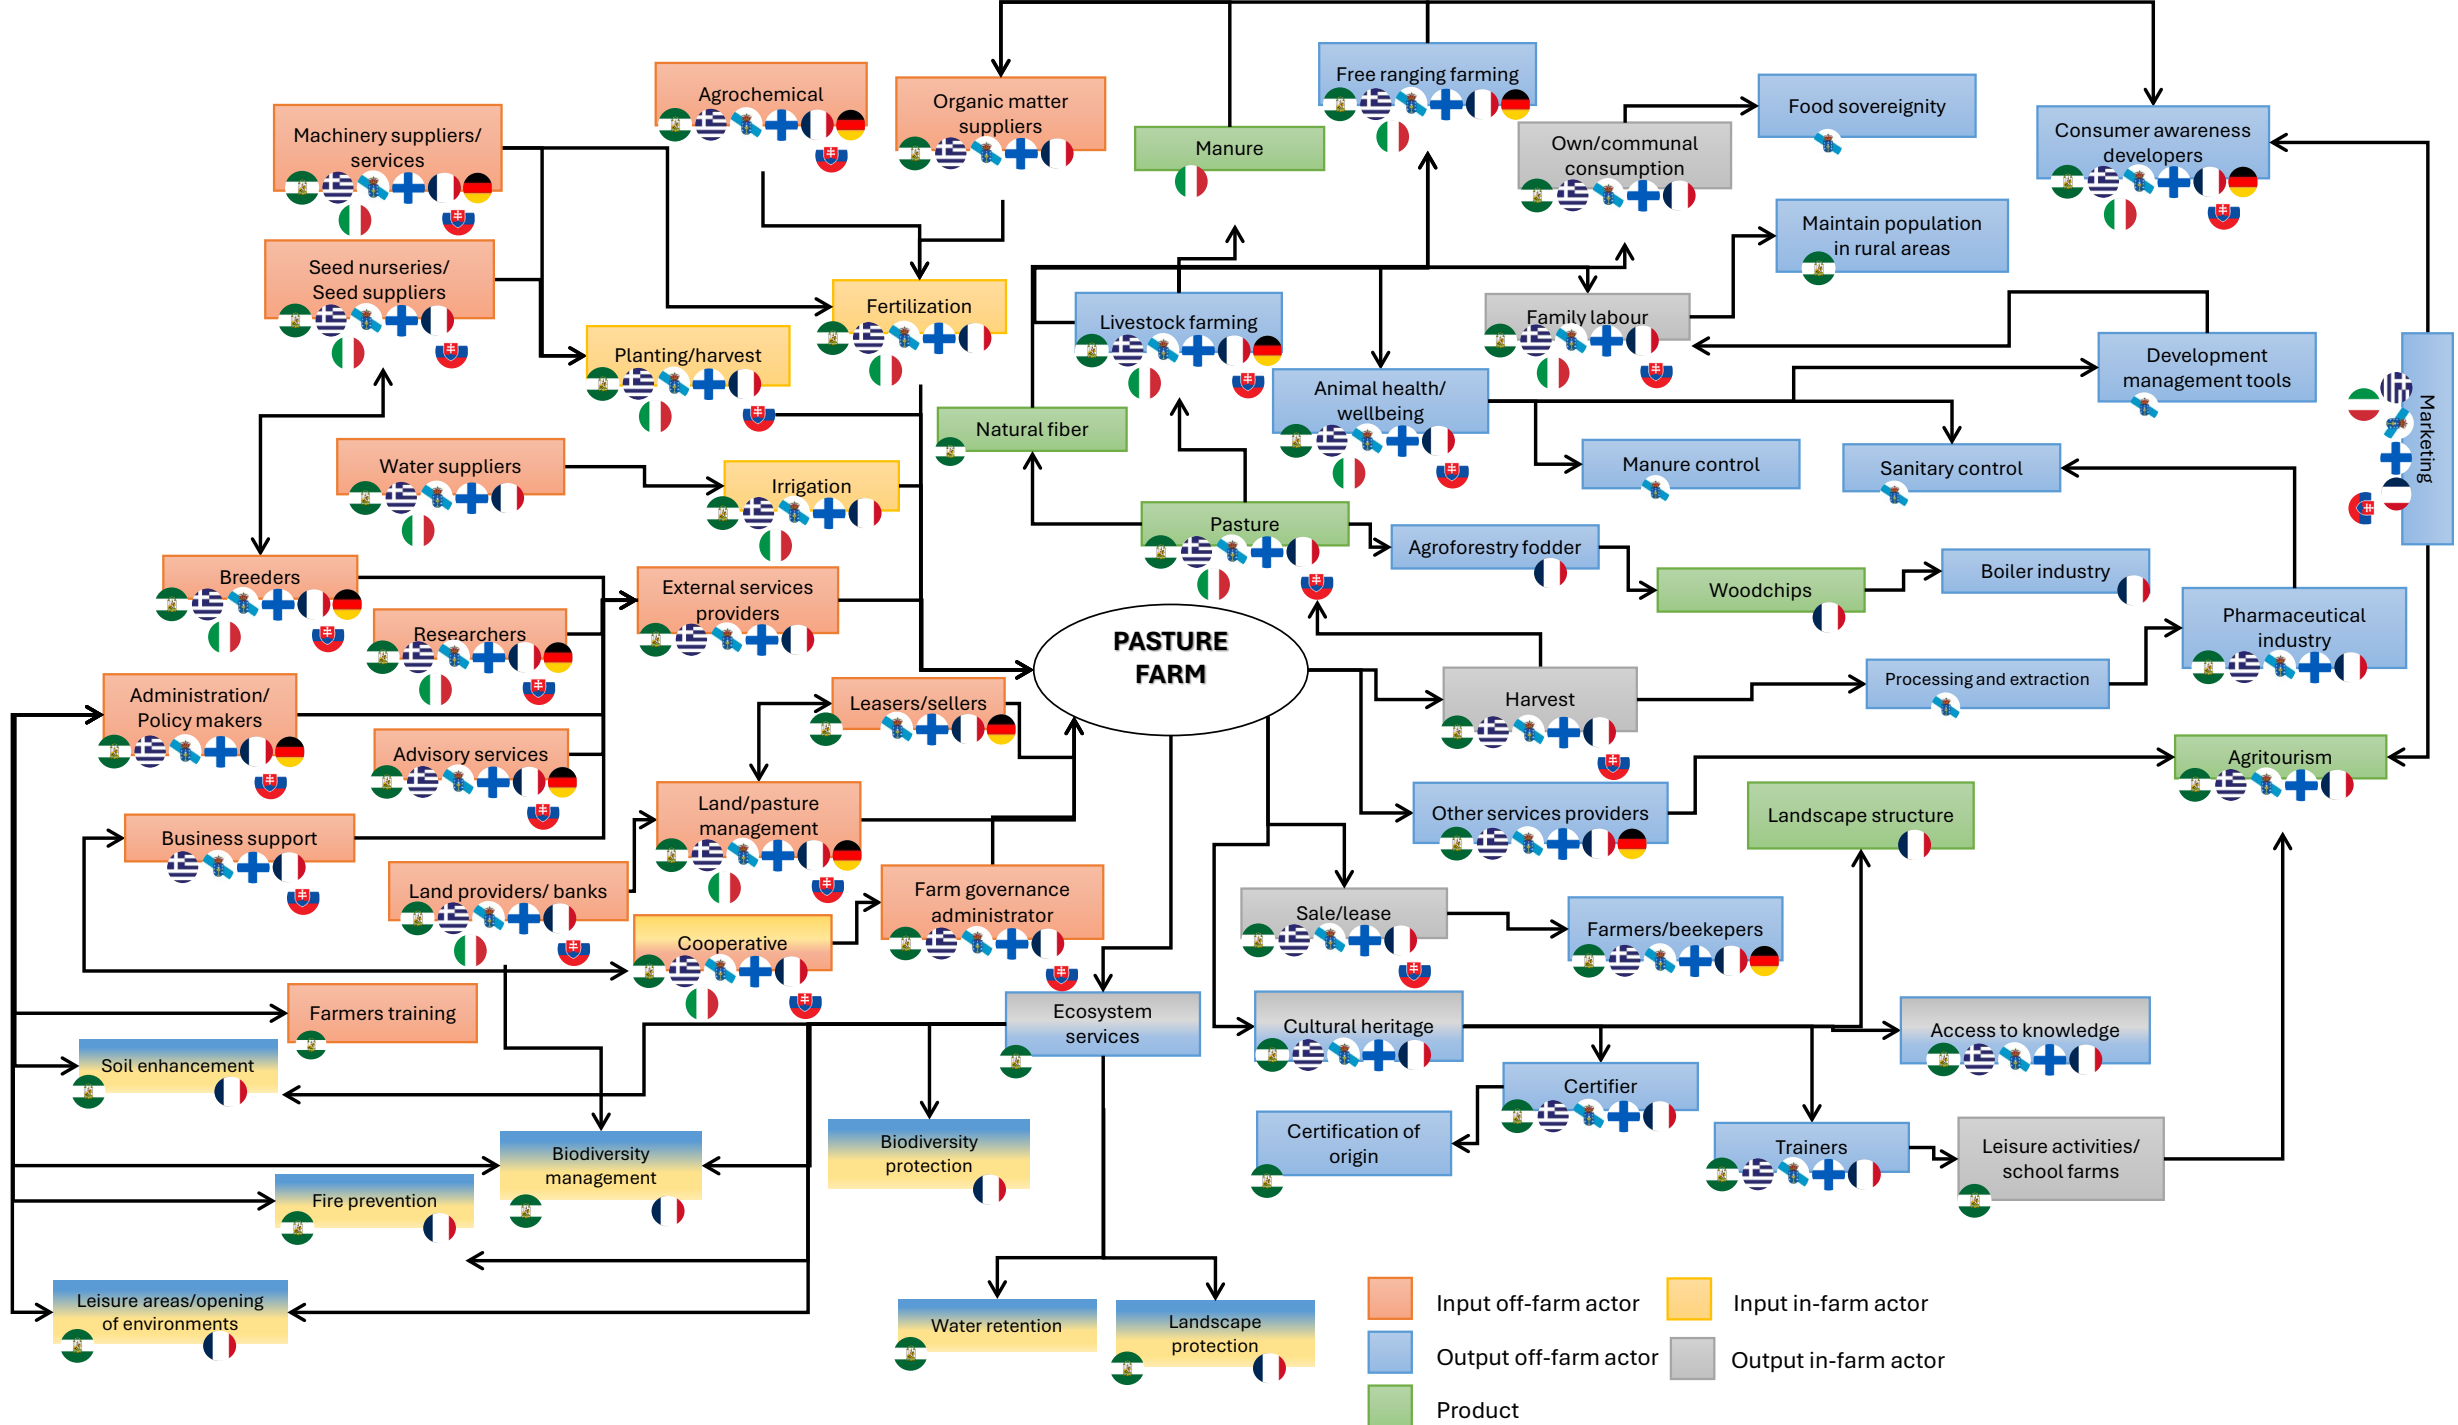 Free ranging farming
Agrochemical
Organic matter
suppliers
Food sovereignity
Machinery suppliers/
services
Manure
Own/communal
consumption
Consumer awareness
developers
Maintain population
in rural areas
Seed nurseries/
Seed suppliers
Fertilization
Livestock farming
Family labour
Planting/harvest
Development
management tools
Animal health/
wellbeing
Natural fiber
Marketing
Water suppliers
Irrigation
Manure control
Sanitary control
Pasture
Agroforestry fodder
Boiler industry
Breeders
External services
providers
Woodchips
Researchers
PASTURE
FARM
Pharmaceutical
industry
Administration/
Policy makers
Leasers/sellers
Harvest
Processing and extraction
Advisory services
Agritourism
Land/pasture
management
Other services providers
Landscape structure
Business support
Land providers/ banks
Farm governance
administrator
Sale/lease
Farmers/beekepers
Cooperative
Farmers training
Ecosystem
services
Cultural heritage
Access to knowledge
Soil enhancement
Certifier
Biodiversity
management
Biodiversity
protection
Certification of
origin
Trainers
Leisure activities/
school farms
Fire prevention
Leisure areas/opening
of environments
Water retention
Landscape
protection
Input off-farm actor
Input in-farm actor
Output off-farm actor
Output in-farm actor
Product